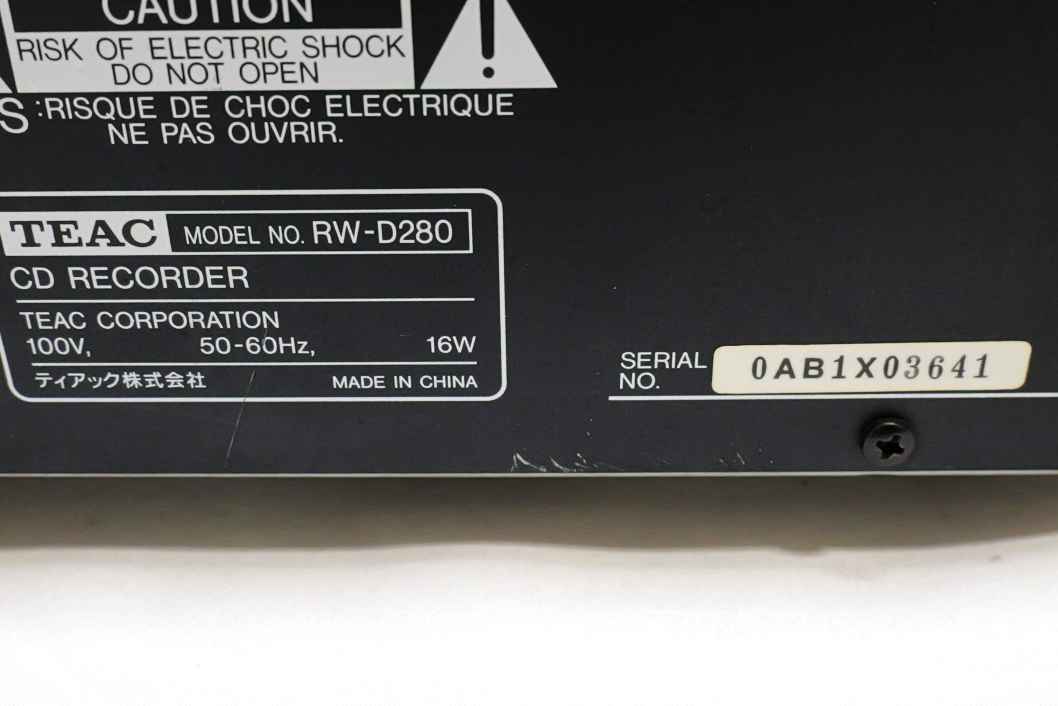 CAUTION
RISK OF ELECTRIC SHOCK
DO NOT OPEN
S :RISQUE DE CHOC ELECTRIQUE
NE PAS OUVRIR.
TEAC MODEL NO. RW-D280
CD RECORDER
TEAC CORPORATION
100V, 50-60Hz, 16W
ティアック株式会社 MADE IN CHINA
SERIAL
NO.
0AB1X03641